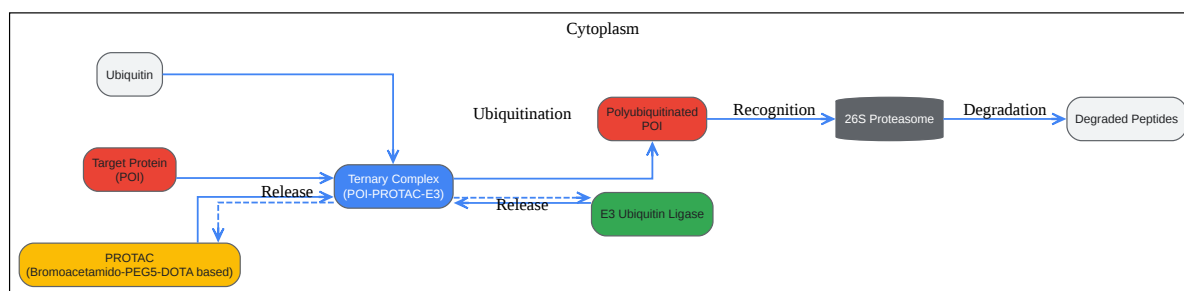 Cytoplasm
Ubiquitin
Ubiquitination
Polyubiquitinated
POI
Recognition
26S Proteasome
Degradation
Degraded Peptides
Target Protein
(POI)
Release
Ternary Complex
(POI-PROTAC-E3)
Release
E3 Ubiquitin Ligase
PROTAC
(Bromoacetamido-PEG5-DOTA based)